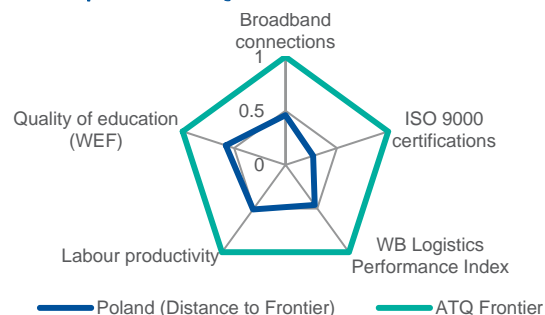 Broadband
connections
1
Quality of education
(WEF)
0.5
ISO 9000
certifications
0
Labour productivity
WB Logistics
Performance Index
Poland (Distance to Frontier)
ATQ Frontier